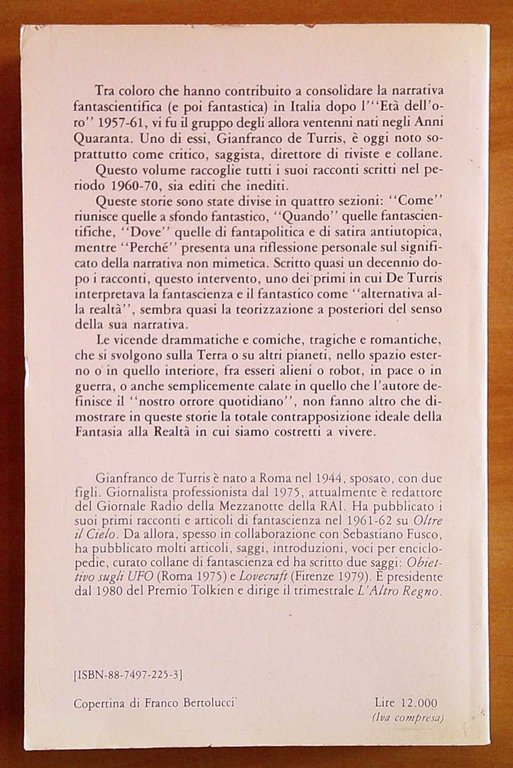 Tra coloro che hanno contribuito a consolidare la narrativa
fantascientifica (e poi fantastica) in Italia dopo l'"Età dell'o-
ro" 1957-61, vi fu il gruppo degli allora ventenni nati negli Anni
Quaranta. Uno di essi, Gianfranco de Turris, è oggi noto so-
prattutto come critico, saggista, direttore di riviste e collane.
Questo volume raccoglie tutti i suoi racconti scritti nel pe-
riodo 1960-70, sia editi che inediti.
Queste storie sono state divise in quattro sezioni: "Come"
riunisce quelle a sfondo fantastico, "Quando" quelle fantascien-
tifiche, "Dove" quelle di fantapolitica e di satira antiutopica,
mentre "Perché" presenta una riflessione personale sul signifi-
cato della narrativa non mimetica. Scritto quasi un decennio do-
po i racconti, questo intervento, uno dei primi in cui De Turris
interpretava la fantascienza e il fantastico come "alternativa al-
la realtà", sembra quasi la teorizzazione a posteriori del senso
della sua narrativa.
Le vicende drammatiche e comiche, tragiche e romantiche,
che si svolgono sulla Terra o su altri pianeti, nello spazio ester-
no o in quello interiore, fra esseri alieni o robot, in pace o in
guerra, o anche semplicemente calate in quello che l'autore de-
finisce il "nostro orrore quotidiano", non fanno altro che di-
mostrare in queste storie la totale contrapposizione ideale della
Fantasia alla Realtà in cui siamo costretti a vivere.
Gianfranco de Turris è nato a Roma nel 1944, sposato, con due
figli. Giornalista professionista dal 1975, attualmente è redattore
del Giornale Radio della Mezzanotte della RAI. Ha pubblicato i
suoi primi racconti e articoli di fantascienza nel 1961-62 su Oltre
il Cielo. Da allora, spesso in collaborazione con Sebastiano Fusco,
ha pubblicato molti articoli, saggi, introduzioni, voci per enciclo-
pedie, curato collane di fantascienza ed ha scritto due saggi: Obiet-
tivo sugli UFO (Roma 1975) e Lovecraft (Firenze 1979). È presidente
dal 1980 del Premio Tolkien e dirige il trimestrale L'Altro Regno.
[ISBN-88-7497-225-3]
Copertina di Franco Bertolucci
Lire 12.000
(Iva compresa)